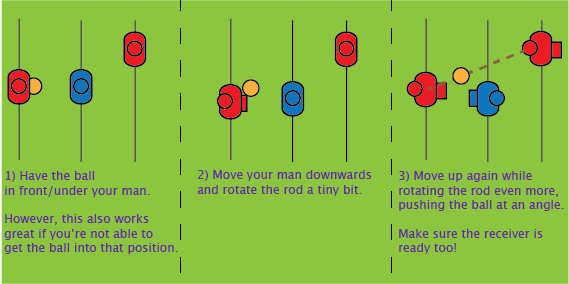 1) Have the ball
in front/under your man.
However, this also works
great if you're not able to
get the ball into that position.
2) Move your man downwards
and rotate the rod a tiny bit.
3) Move up again while
rotating the rod even more,
pushing the ball at an angle.
Make sure the receiver is
ready too!